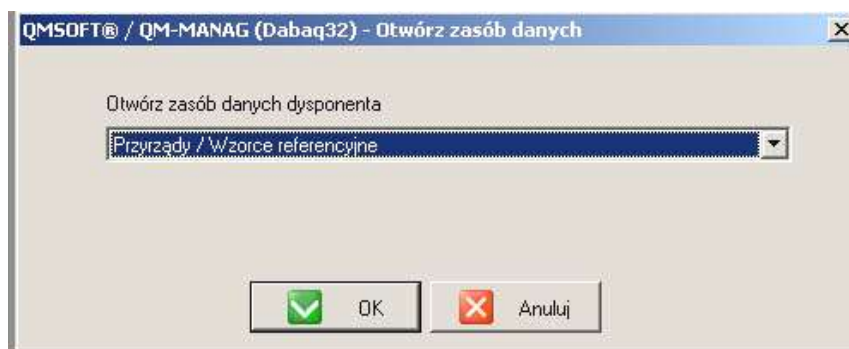 QMSOFT® / QM-MANAG (Dabaq32) - Otwórz zasób danych
Otwórz zasób danych dysponenta
Przyrządy / Wzorce referencyjne
OK Anuluj